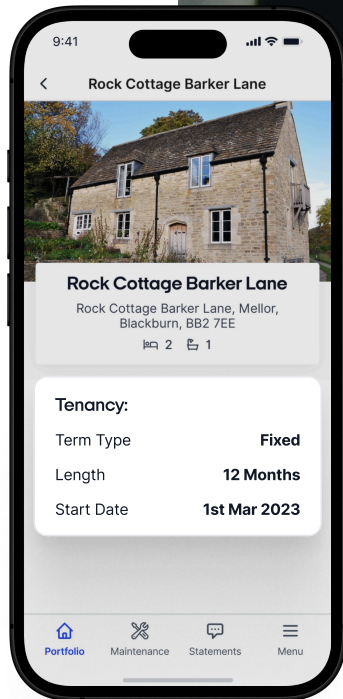 9:41
Rock Cottage Barker Lane
Rock Cottage Barker Lane
Rock Cottage Barker Lane, Mellor,
Blackburn, BB2 7EE
2 1
Tenancy:
Term Type Fixed
Length 12 Months
Start Date 1st Mar 2023
Portfolio Maintenance Statements Menu